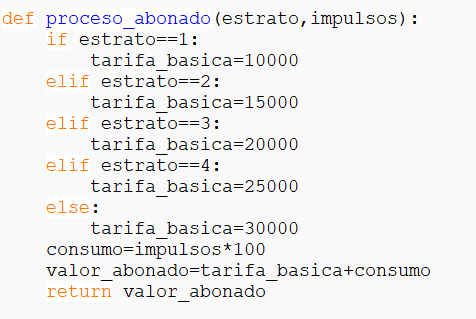 def proceso_abonado(estrato,impulsos):
    if estrato==1:
        tarifa_basica=10000
    elif estrato==2:
        tarifa_basica=15000
    elif estrato==3:
        tarifa_basica=20000
    elif estrato==4:
        tarifa_basica=25000
    else:
        tarifa_basica=30000
    consumo=impulsos*100
    valor_abonado=tarifa_basica+consumo
    return valor_abonado